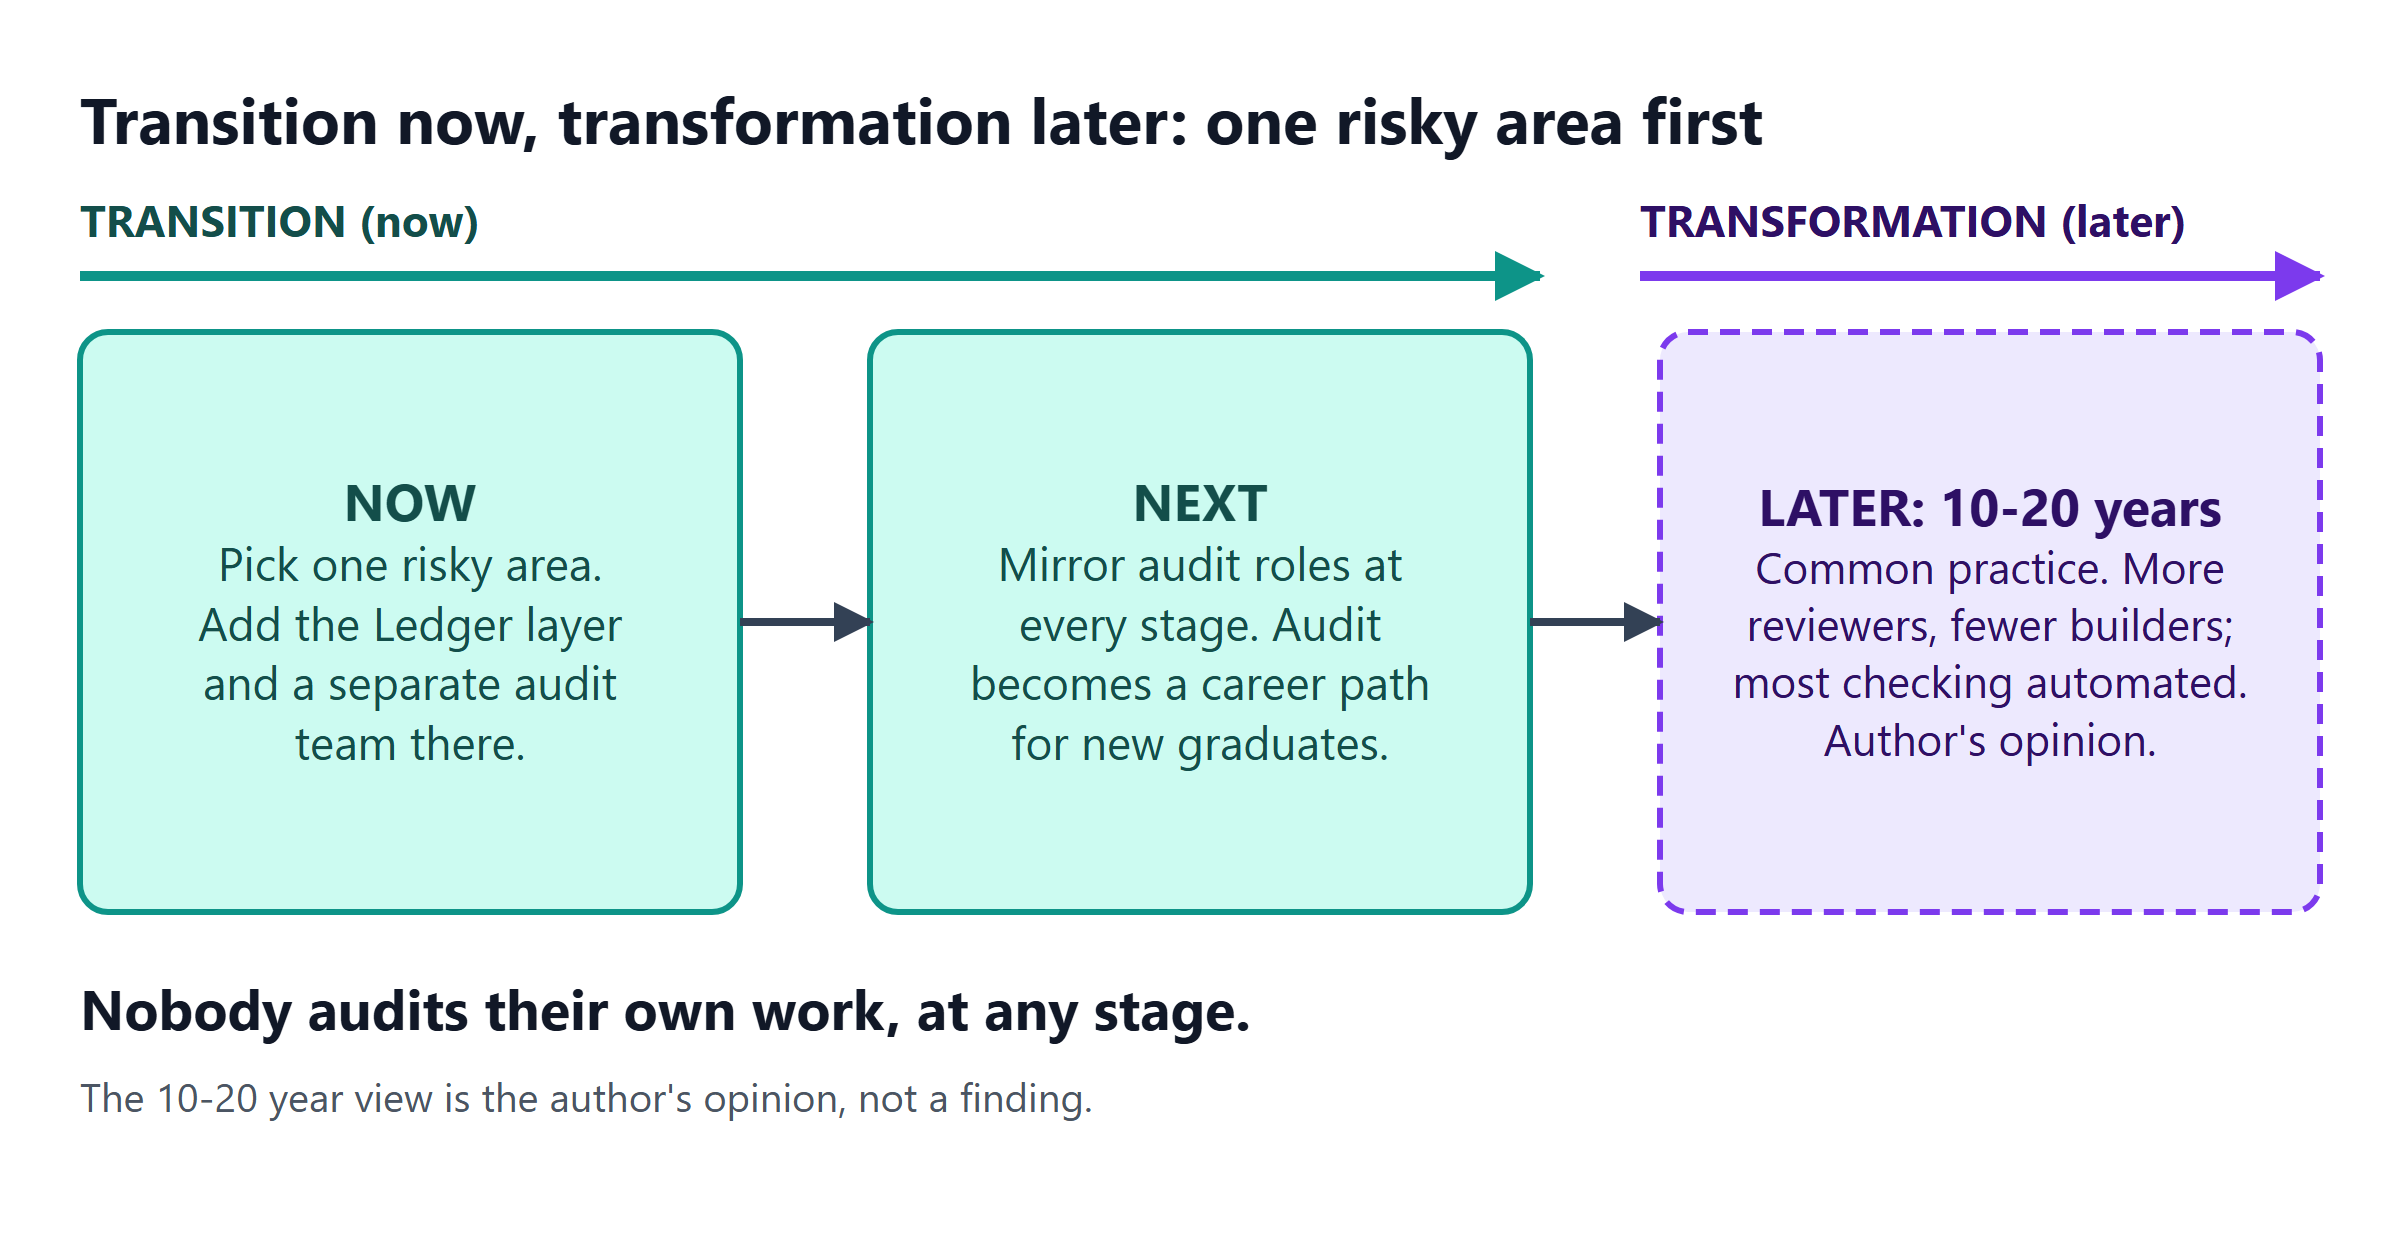 Transition now, transformation later: one risky area first
TRANSITION (now)
TRANSFORMATION (later)
NOW
Pick one risky area.
Add the Ledger layer
and a separate audit
team there.
NEXT
Mirror audit roles at
every stage. Audit
becomes a career path
for new graduates.
LATER: 10-20 years
Common practice. More
reviewers, fewer builders;
most checking automated.
Author's opinion.
Nobody audits their own work, at any stage.
The 10-20 year view is the author's opinion, not a finding.